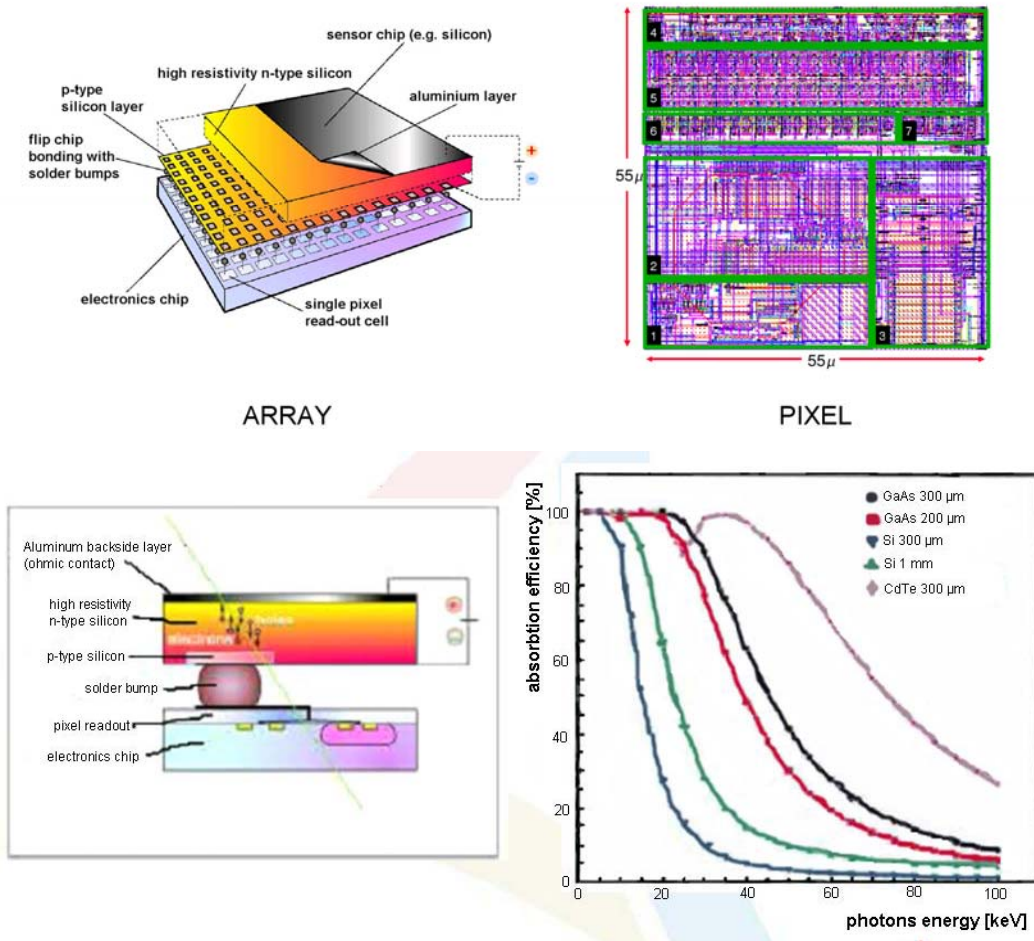 sensor chip (e.g. silicon)
high resistivity n-type silicon
p-type
silicon layer
aluminium layer
flip chip
bonding with
solder bumps
electronics chip
single pixel
read-out cell
+
-
ARRAY
4
5
6
7
2
1
3
55μ
55μ
PIXEL
Aluminum backside layer
(ohmic contact)
high resistivity
n-type silicon
p-type silicon
solder bump
pixel readout
electronics chip
absorbtion efficiency [%]
100
80
60
40
20
0
0
20
40
60
80
100
photons energy [keV]
GaAs 300 μm
GaAs 200 μm
Si 300 μm
Si 1 mm
CdTe 300 μm